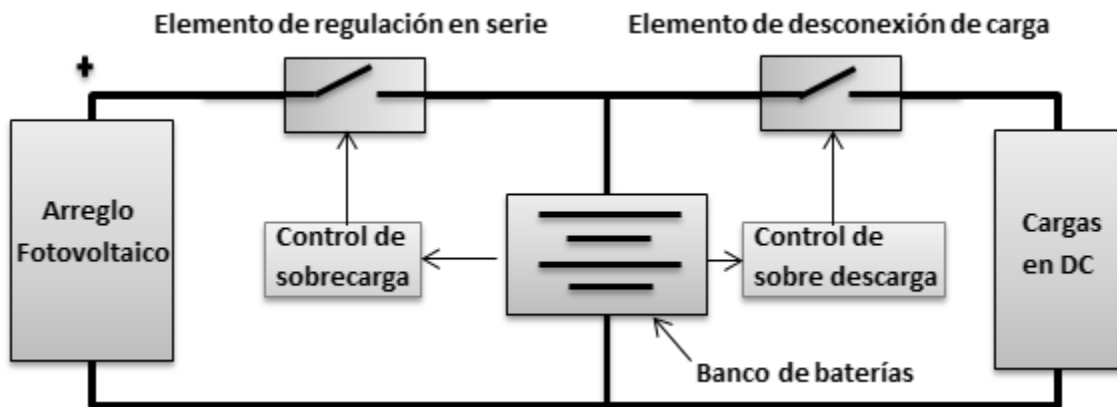 Elemento de regulación en serie
Elemento de desconexión de carga
+
Arreglo
Fotovoltaico
Control de
sobrecarga
Control de
sobre descarga
Cargas
en DC
Banco de baterías